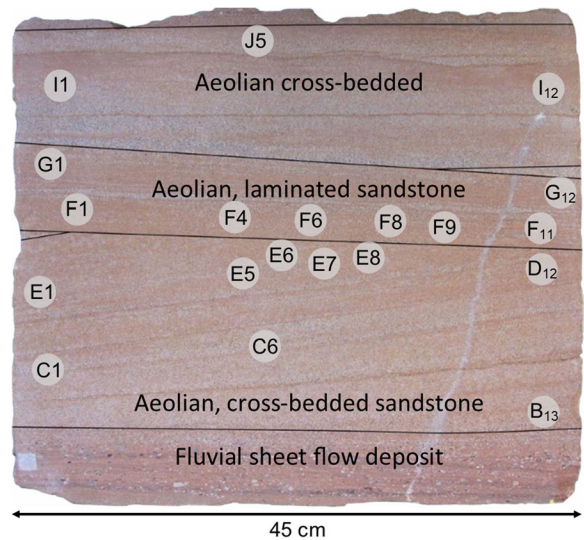 J5
Aeolian cross-bedded
I1
I12
G1
Aeolian, laminated sandstone
G12
F1
F4
F6
F8
F9
F11
E6
E7
E8
E5
D12
E1
C6
C1
Aeolian, cross-bedded sandstone
B13
Fluvial sheet flow deposit
45 cm